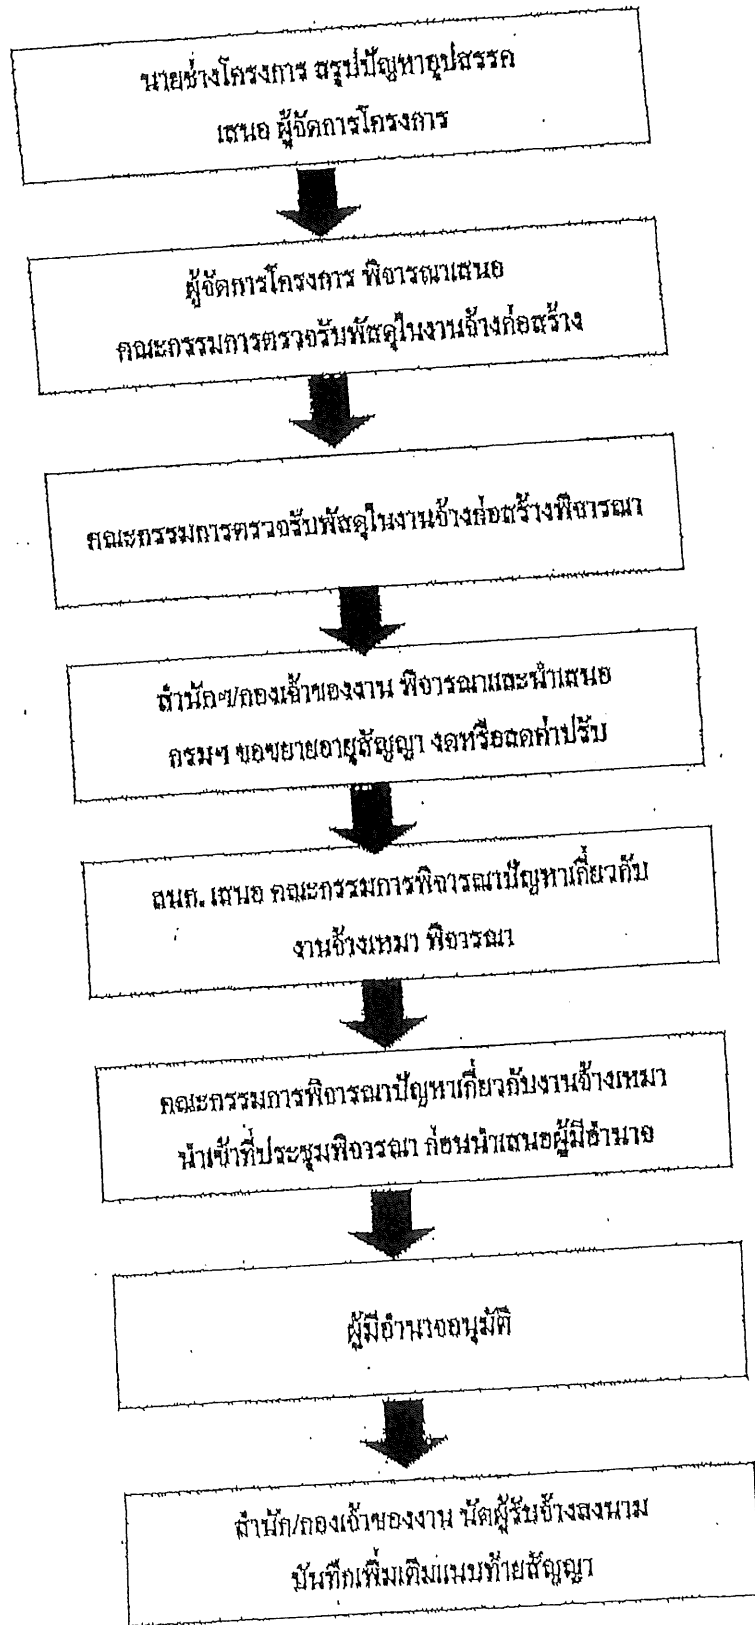 นายช่างโครงการ สรุปปัญหาอุปสรรค
เสนอ ผู้จัดการโครงการ
ผู้จัดการโครงการ พิจารณาเสนอ
คณะกรรมการตรวจรับพัสดุในงานจ้างก่อสร้าง
คณะกรรมการตรวจรับพัสดุในงานจ้างก่อสร้างพิจารณา
สำนักฯ/กองเจ้าของงาน พิจารณาและนำเสนอ
กรมฯ ขอขยายอายุสัญญา งดหรือลดค่าปรับ
สนค. เสนอ คณะกรรมการพิจารณาปัญหาเกี่ยวกับ
งานจ้างเหมา พิจารณา
คณะกรรมการพิจารณาปัญหาเกี่ยวกับงานจ้างเหมา
นำเข้าที่ประชุมพิจารณา ก่อนนำเสนอผู้มีอำนาจ
ผู้มีอำนาจอนุมัติ
สำนัก/กองเจ้าของงาน นัดผู้รับจ้างลงนาม
บันทึกเพิ่มเติมแนบท้ายสัญญา